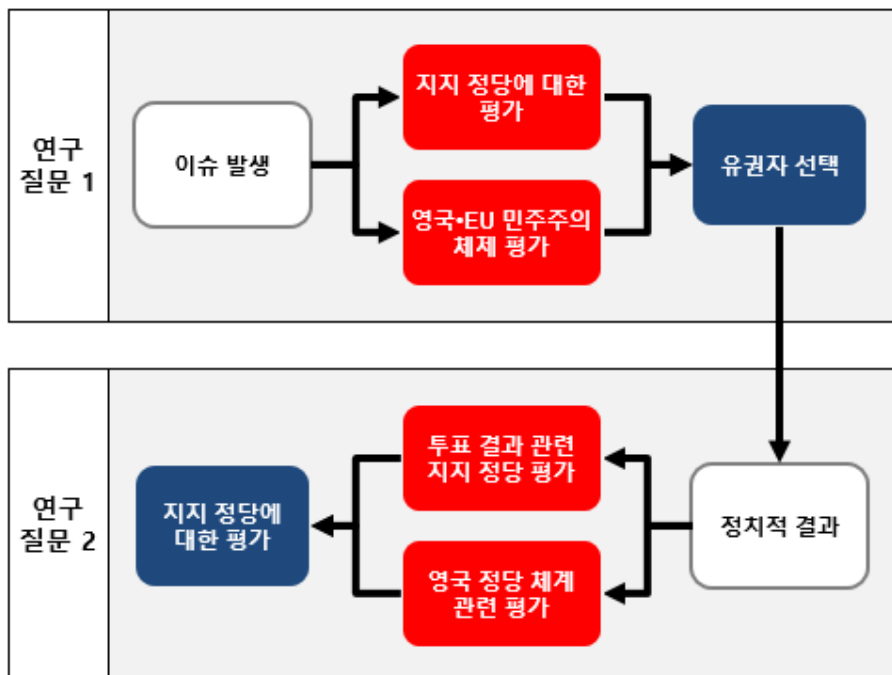 연구
질문 1
이슈 발생
지지 정당에 대한
평가
영국•EU 민주주의
체제 평가
유권자 선택
연구
질문 2
지지 정당에
대한 평가
투표 결과 관련
지지 정당 평가
영국 정당 체계
관련 평가
정치적 결과